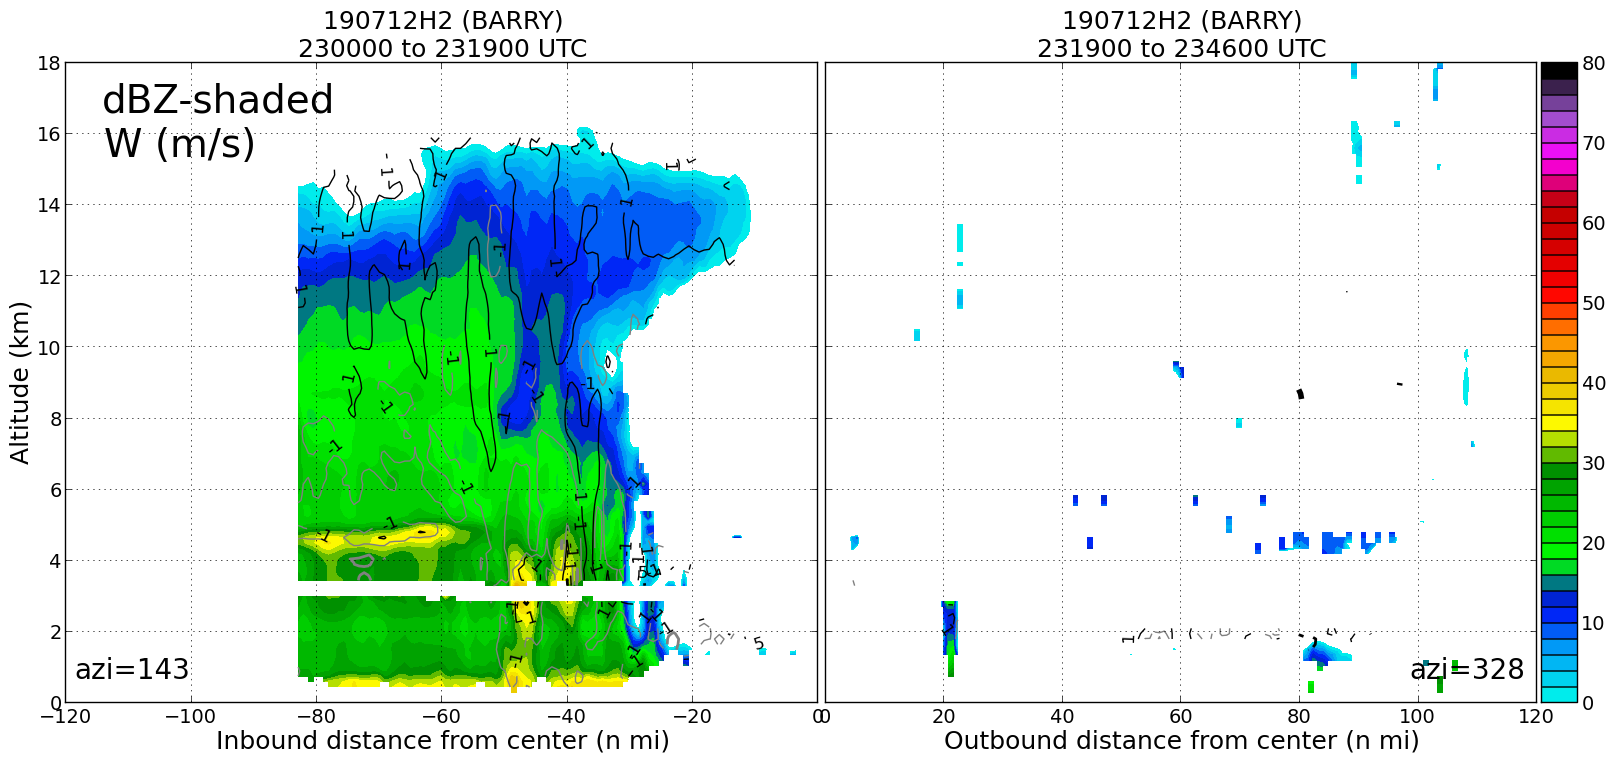 190712H2 (BARRY)
230000 to 231900 UTC
190712H2 (BARRY)
231900 to 234600 UTC
dBZ-shaded
W (m/s)
18
16
14
12
10
8
6
4
2
0
Altitude (km)
azi=143
azi=328
−120 −100 −80 −60 −40 −20 0
0 20 40 60 80 100 120
Inbound distance from center (n mi)
Outbound distance from center (n mi)
80
70
60
50
40
30
20
10
0